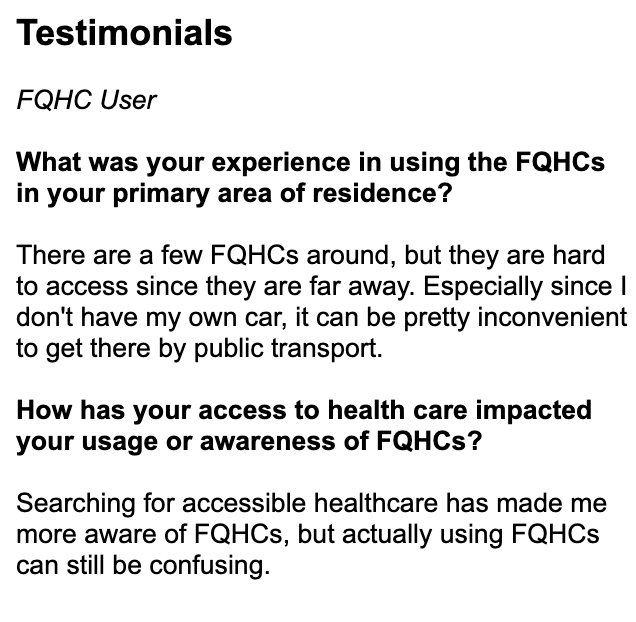 Testimonials
FQHC User
What was your experience in using the FQHCs
in your primary area of residence?
There are a few FQHCs around, but they are hard
to access since they are far away. Especially since I
don't have my own car, it can be pretty inconvenient
to get there by public transport.
How has your access to health care impacted
your usage or awareness of FQHCs?
Searching for accessible healthcare has made me
more aware of FQHCs, but actually using FQHCs
can still be confusing.